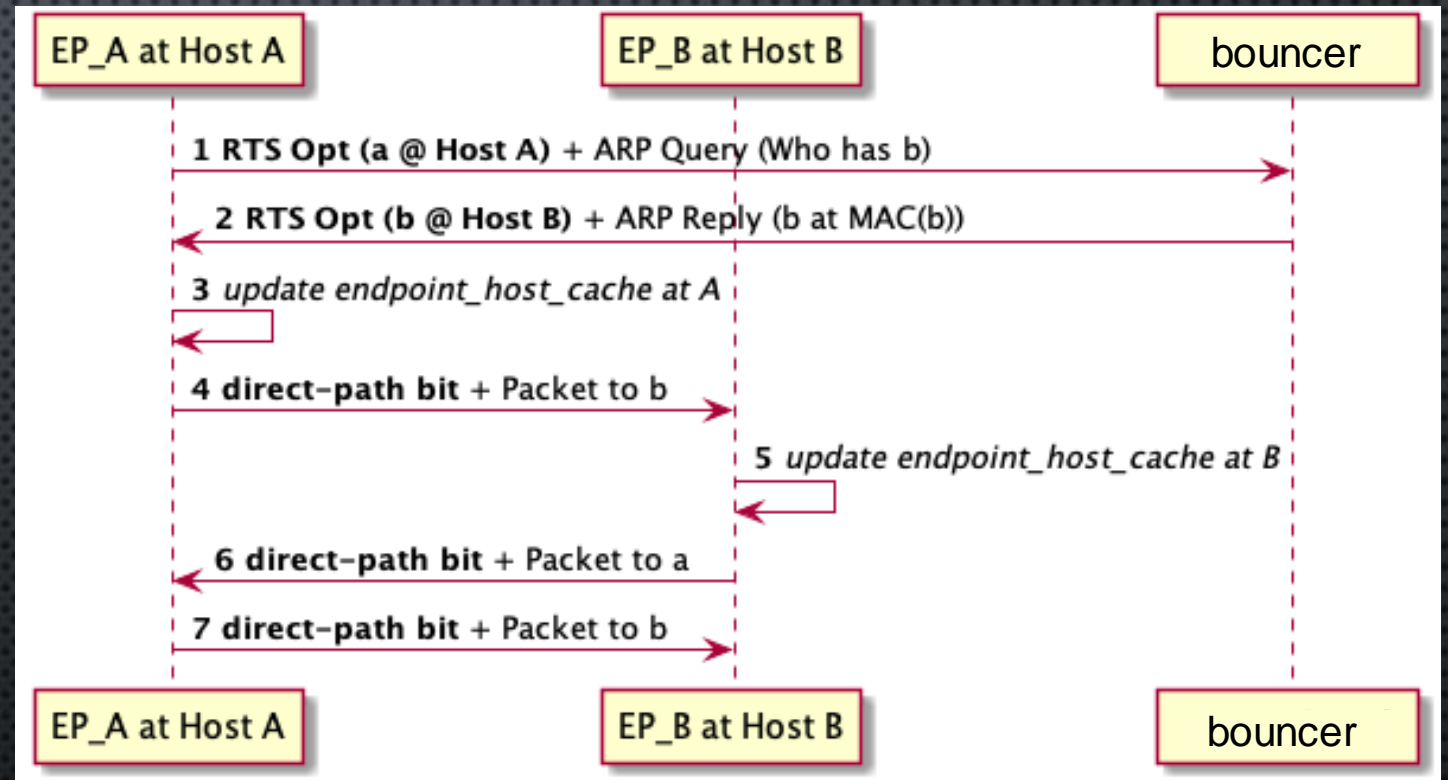 EP_A at Host A
EP_B at Host B
bouncer
1 RTS Opt (a @ Host A) + ARP Query (Who has b)
2 RTS Opt (b @ Host B) + ARP Reply (b at MAC(b))
3 update endpoint_host_cache at A
4 direct-path bit + Packet to b
5 update endpoint_host_cache at B
6 direct-path bit + Packet to a
7 direct-path bit + Packet to b
EP_A at Host A
EP_B at Host B
bouncer